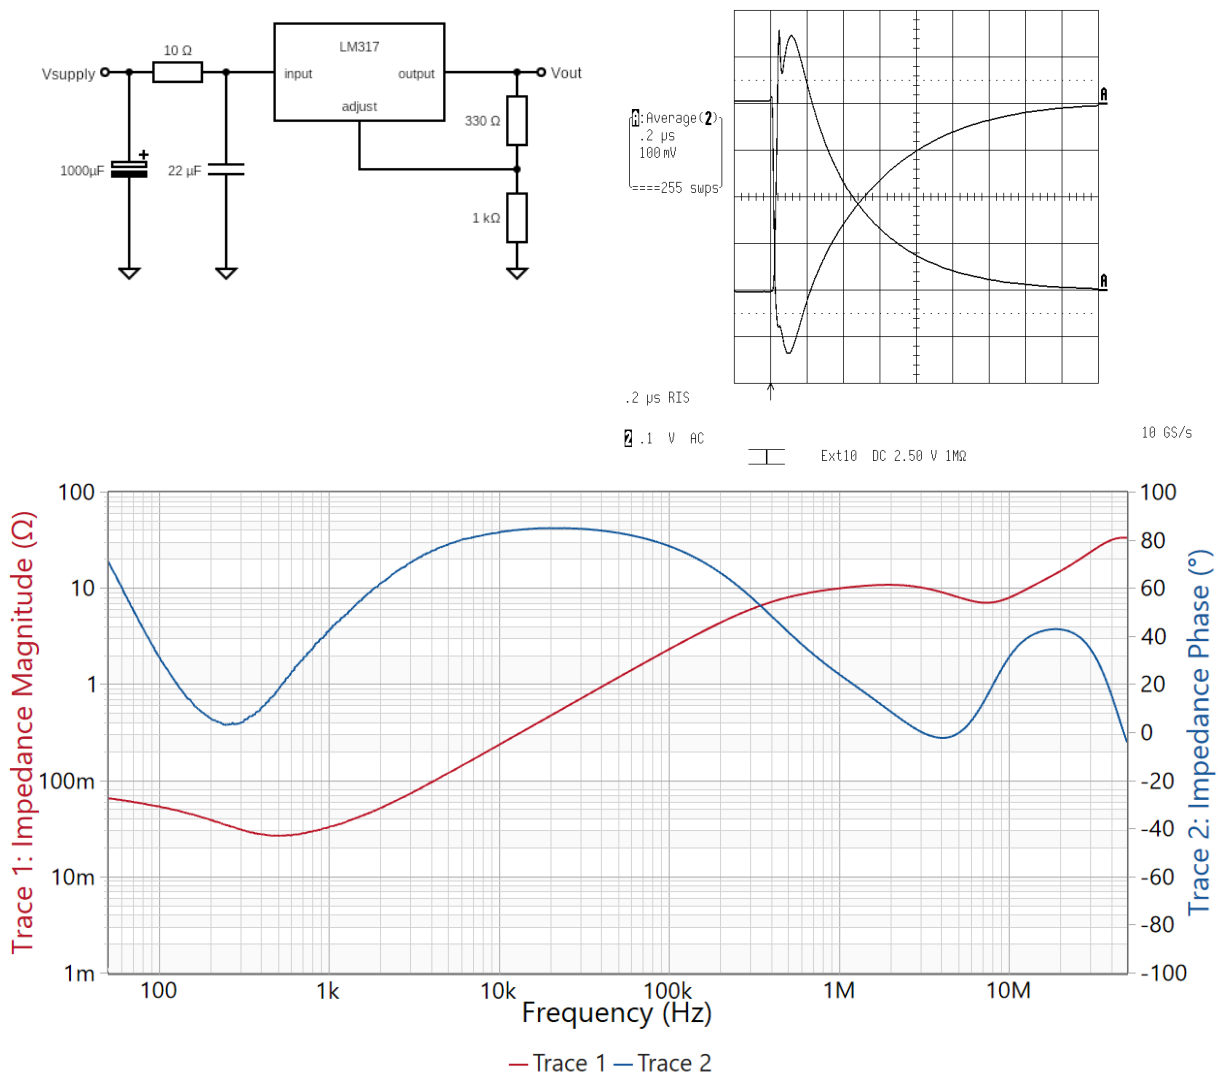 10 Ω
LM317
Vsupply
input
output
Vout
adjust
330 Ω
1000µF
+
22 µF
1 kΩ
A:Average(2)
.2 µs
100mV
====255 swps
A
A
.2 µs RIS
2 .1 V AC
10 GS/s
Ext10 DC 2.50 V 1MΩ
Trace 1: Impedance Magnitude (Ω)
100
10
1
100m
10m
1m
100
80
60
40
20
0
-20
-40
-60
-80
-100
Trace 2: Impedance Phase (°)
100
1k
10k
100k
1M
10M
Frequency (Hz)
Trace 1
Trace 2